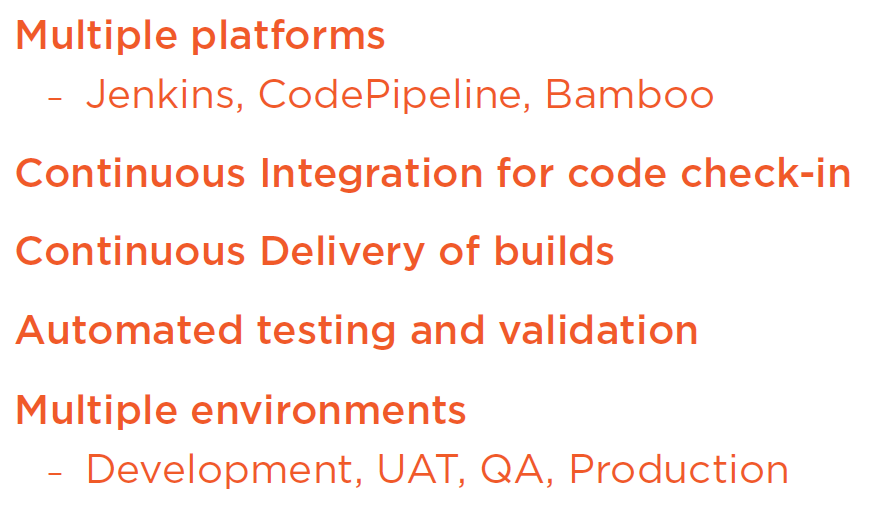 Multiple platforms
- Jenkins, CodePipeline, Bamboo
Continuous Integration for code check-in
Continuous Delivery of builds
Automated testing and validation
Multiple environments
- Development, UAT, QA, Production